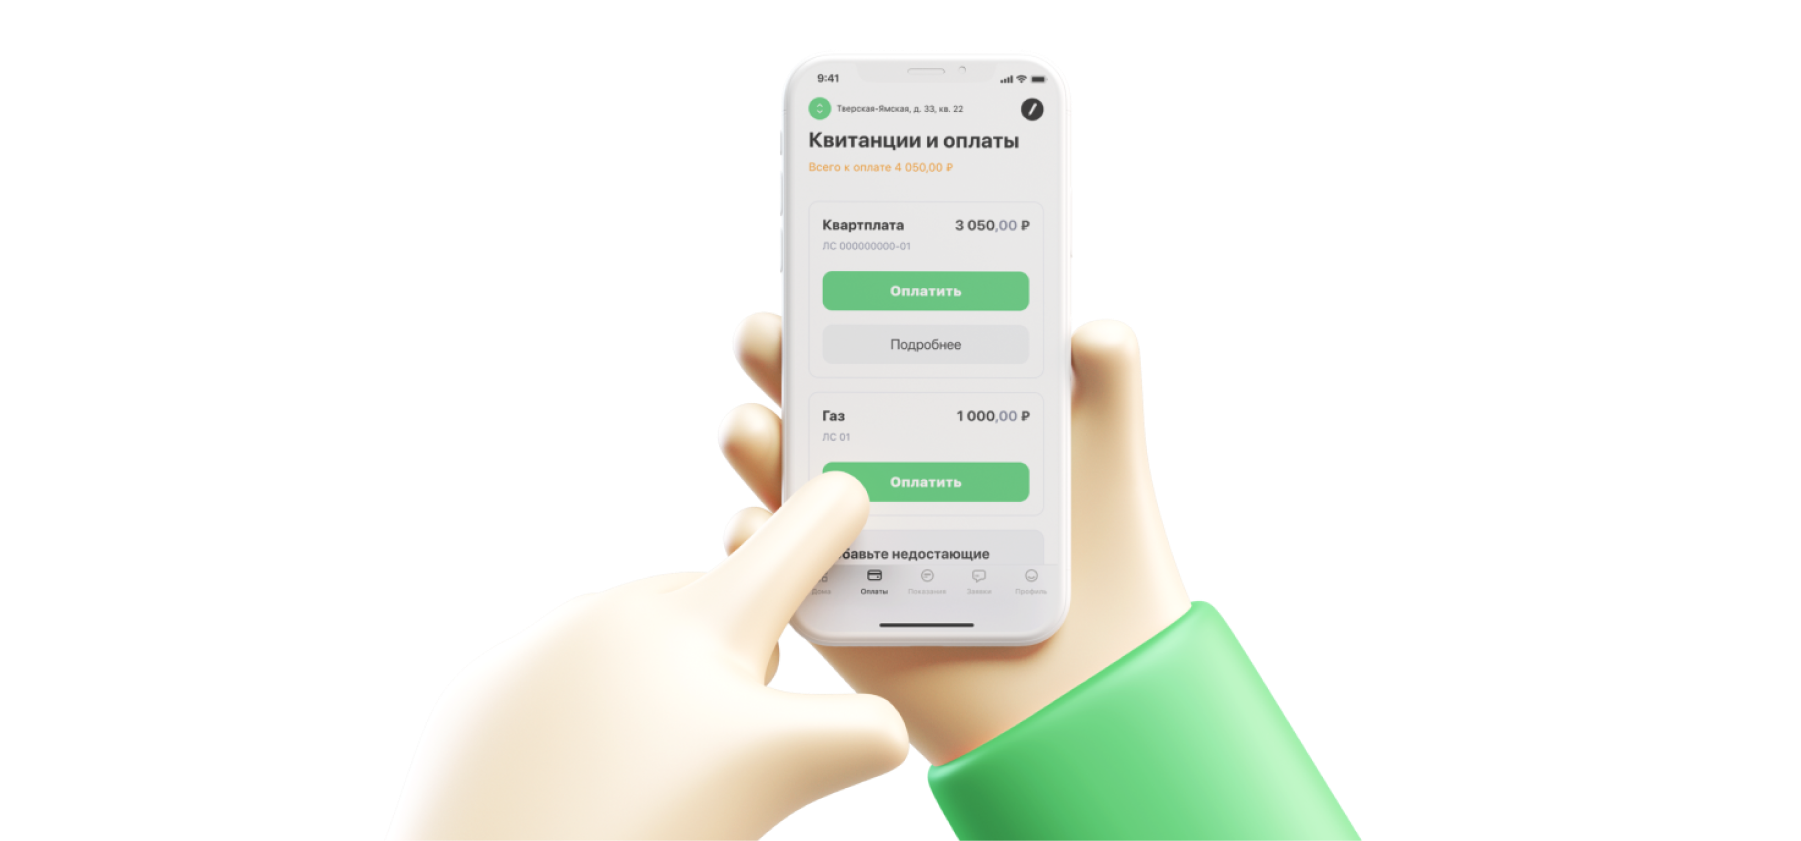 9:41
Тверская-Ямская, д. 33, кв. 22
Квитанции и оплаты
Всего к оплате 4 050,00 ₽
Квартплата 3 050,00 ₽
ЛС 000000000-01
Оплатить
Подробнее
Газ 1 000,00 ₽
ЛС 01
Оплатить
бавьте недостающие
Дома Оплаты Показания Заявки Профиль